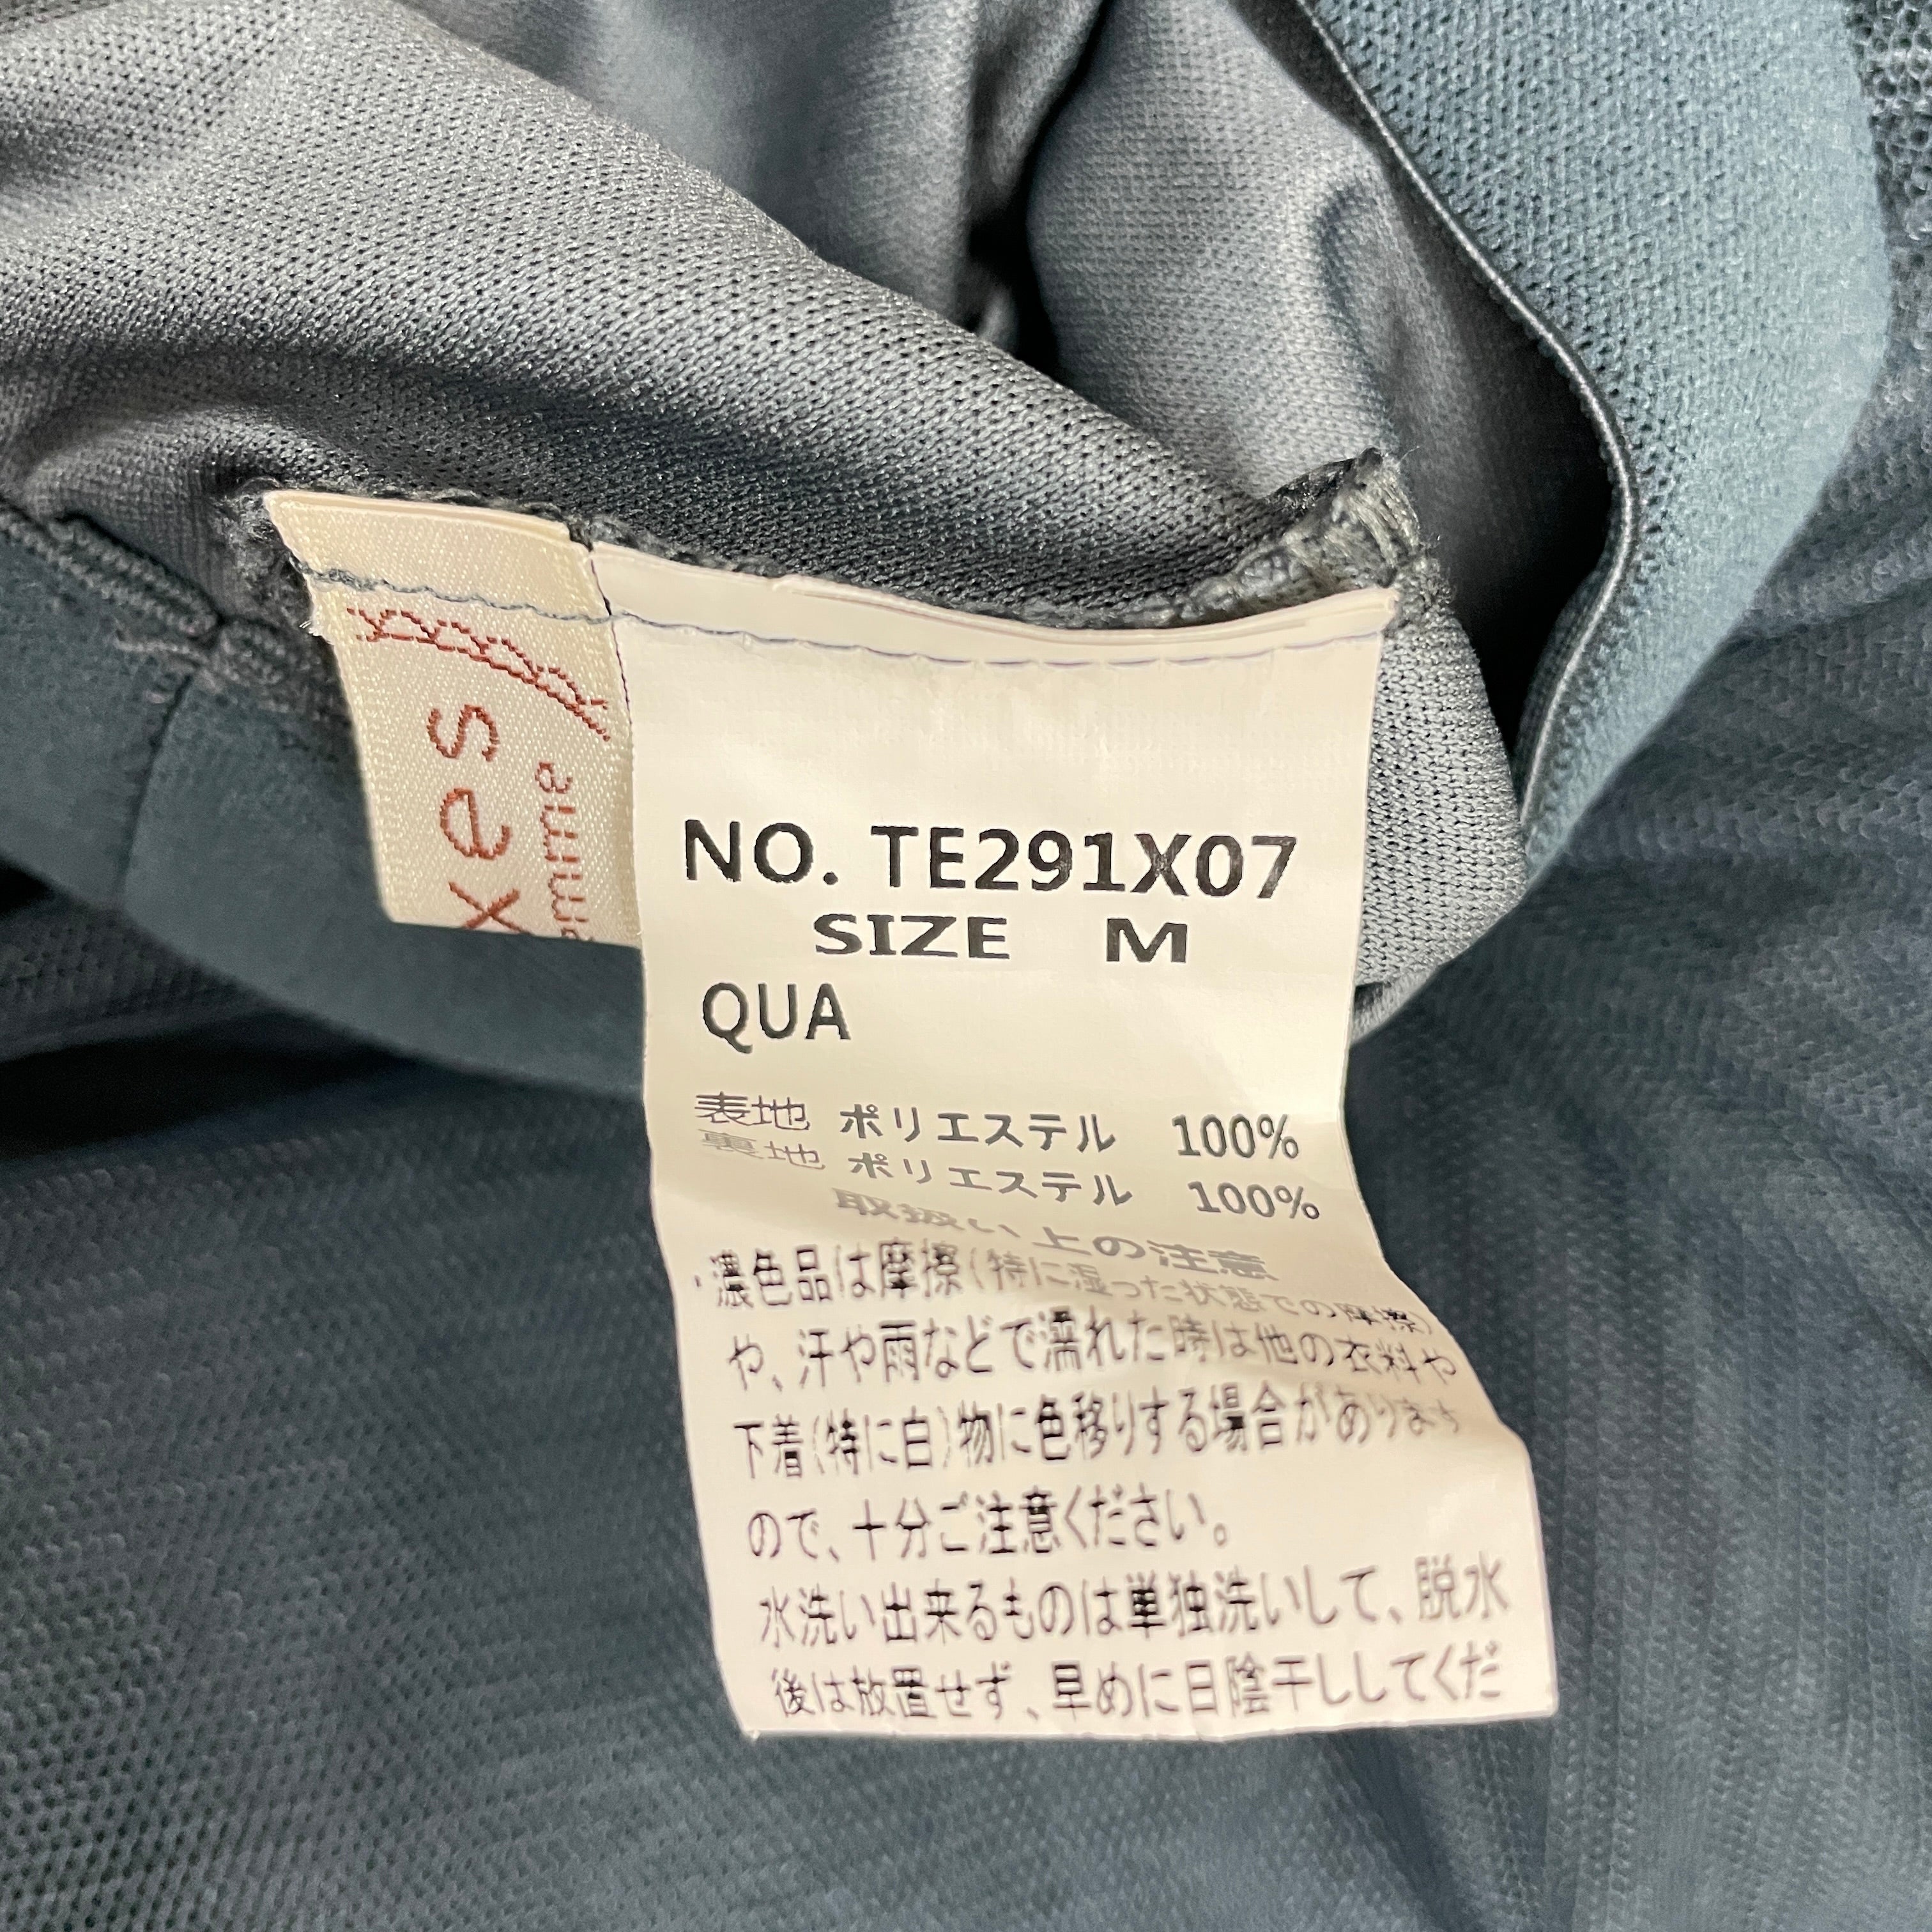 xes
emme
NO. TE291X07
SIZE M
QUA
表地 ポリエステル 100%
裏地 ポリエステル 100%
取扱い上の注意
・濃色品は摩擦(特に湿った状態での摩擦)
や、汗や雨などで濡れた時は他の衣料や
下着(特に白)物に色移りする場合があります
ので、十分ご注意ください。
水洗い出来るものは単独洗いして、脱水
後は放置せず、早めに日陰干ししてくだ